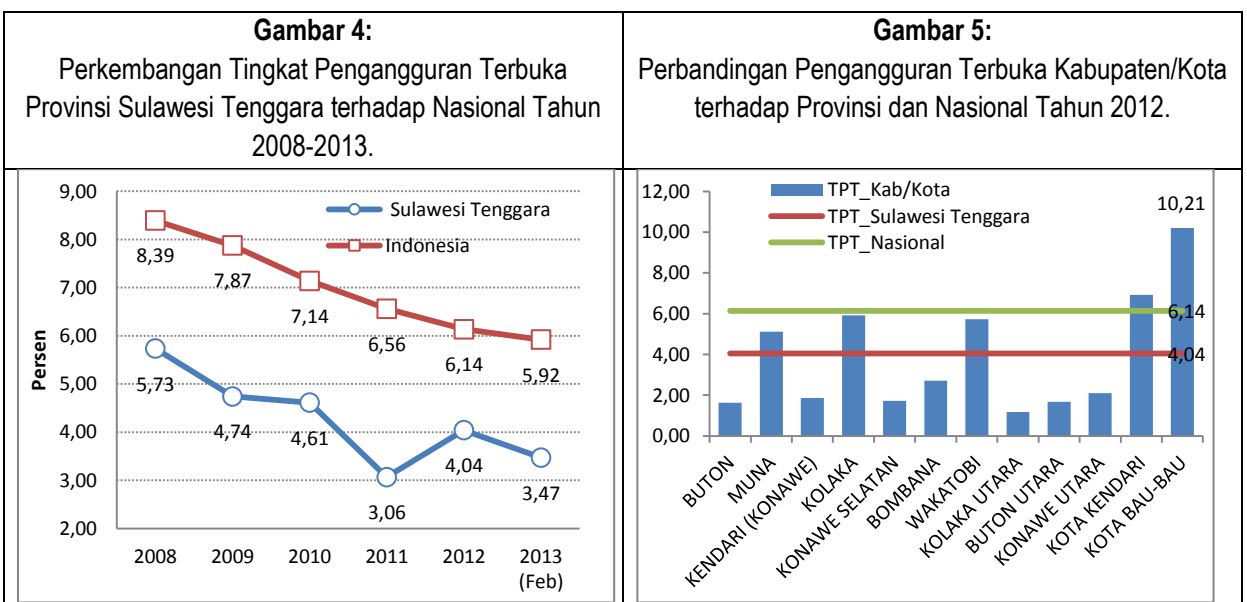 Gambar 4:
Perkembangan Tingkat Pengangguran Terbuka
Provinsi Sulawesi Tenggara terhadap Nasional Tahun
2008-2013.
Gambar 5:
Perbandingan Pengangguran Terbuka Kabupaten/Kota
terhadap Provinsi dan Nasional Tahun 2012.
9,00
8,00
7,00
6,00
5,00
4,00
3,00
2,00
Persen
Sulawesi Tenggara
Indonesia
8,39
7,87
7,14
6,56
6,14
5,92
5,73
4,74
4,61
3,06
4,04
3,47
2008
2009
2010
2011
2012
2013
(Feb)
12,00
10,00
8,00
6,00
4,00
2,00
0,00
TPT_Kab/Kota
TPT_Sulawesi Tenggara
TPT_Nasional
10,21
6,14
4,04
BUTON
MUNA
KENDARI (KONAWE)
KOLAKA
KONAWE SELATAN
BOMBANA
WAKATOBI
KOLAKA UTARA
BUTON UTARA
KONAWE UTARA
KOTA KENDARI
KOTA BAU-BAU